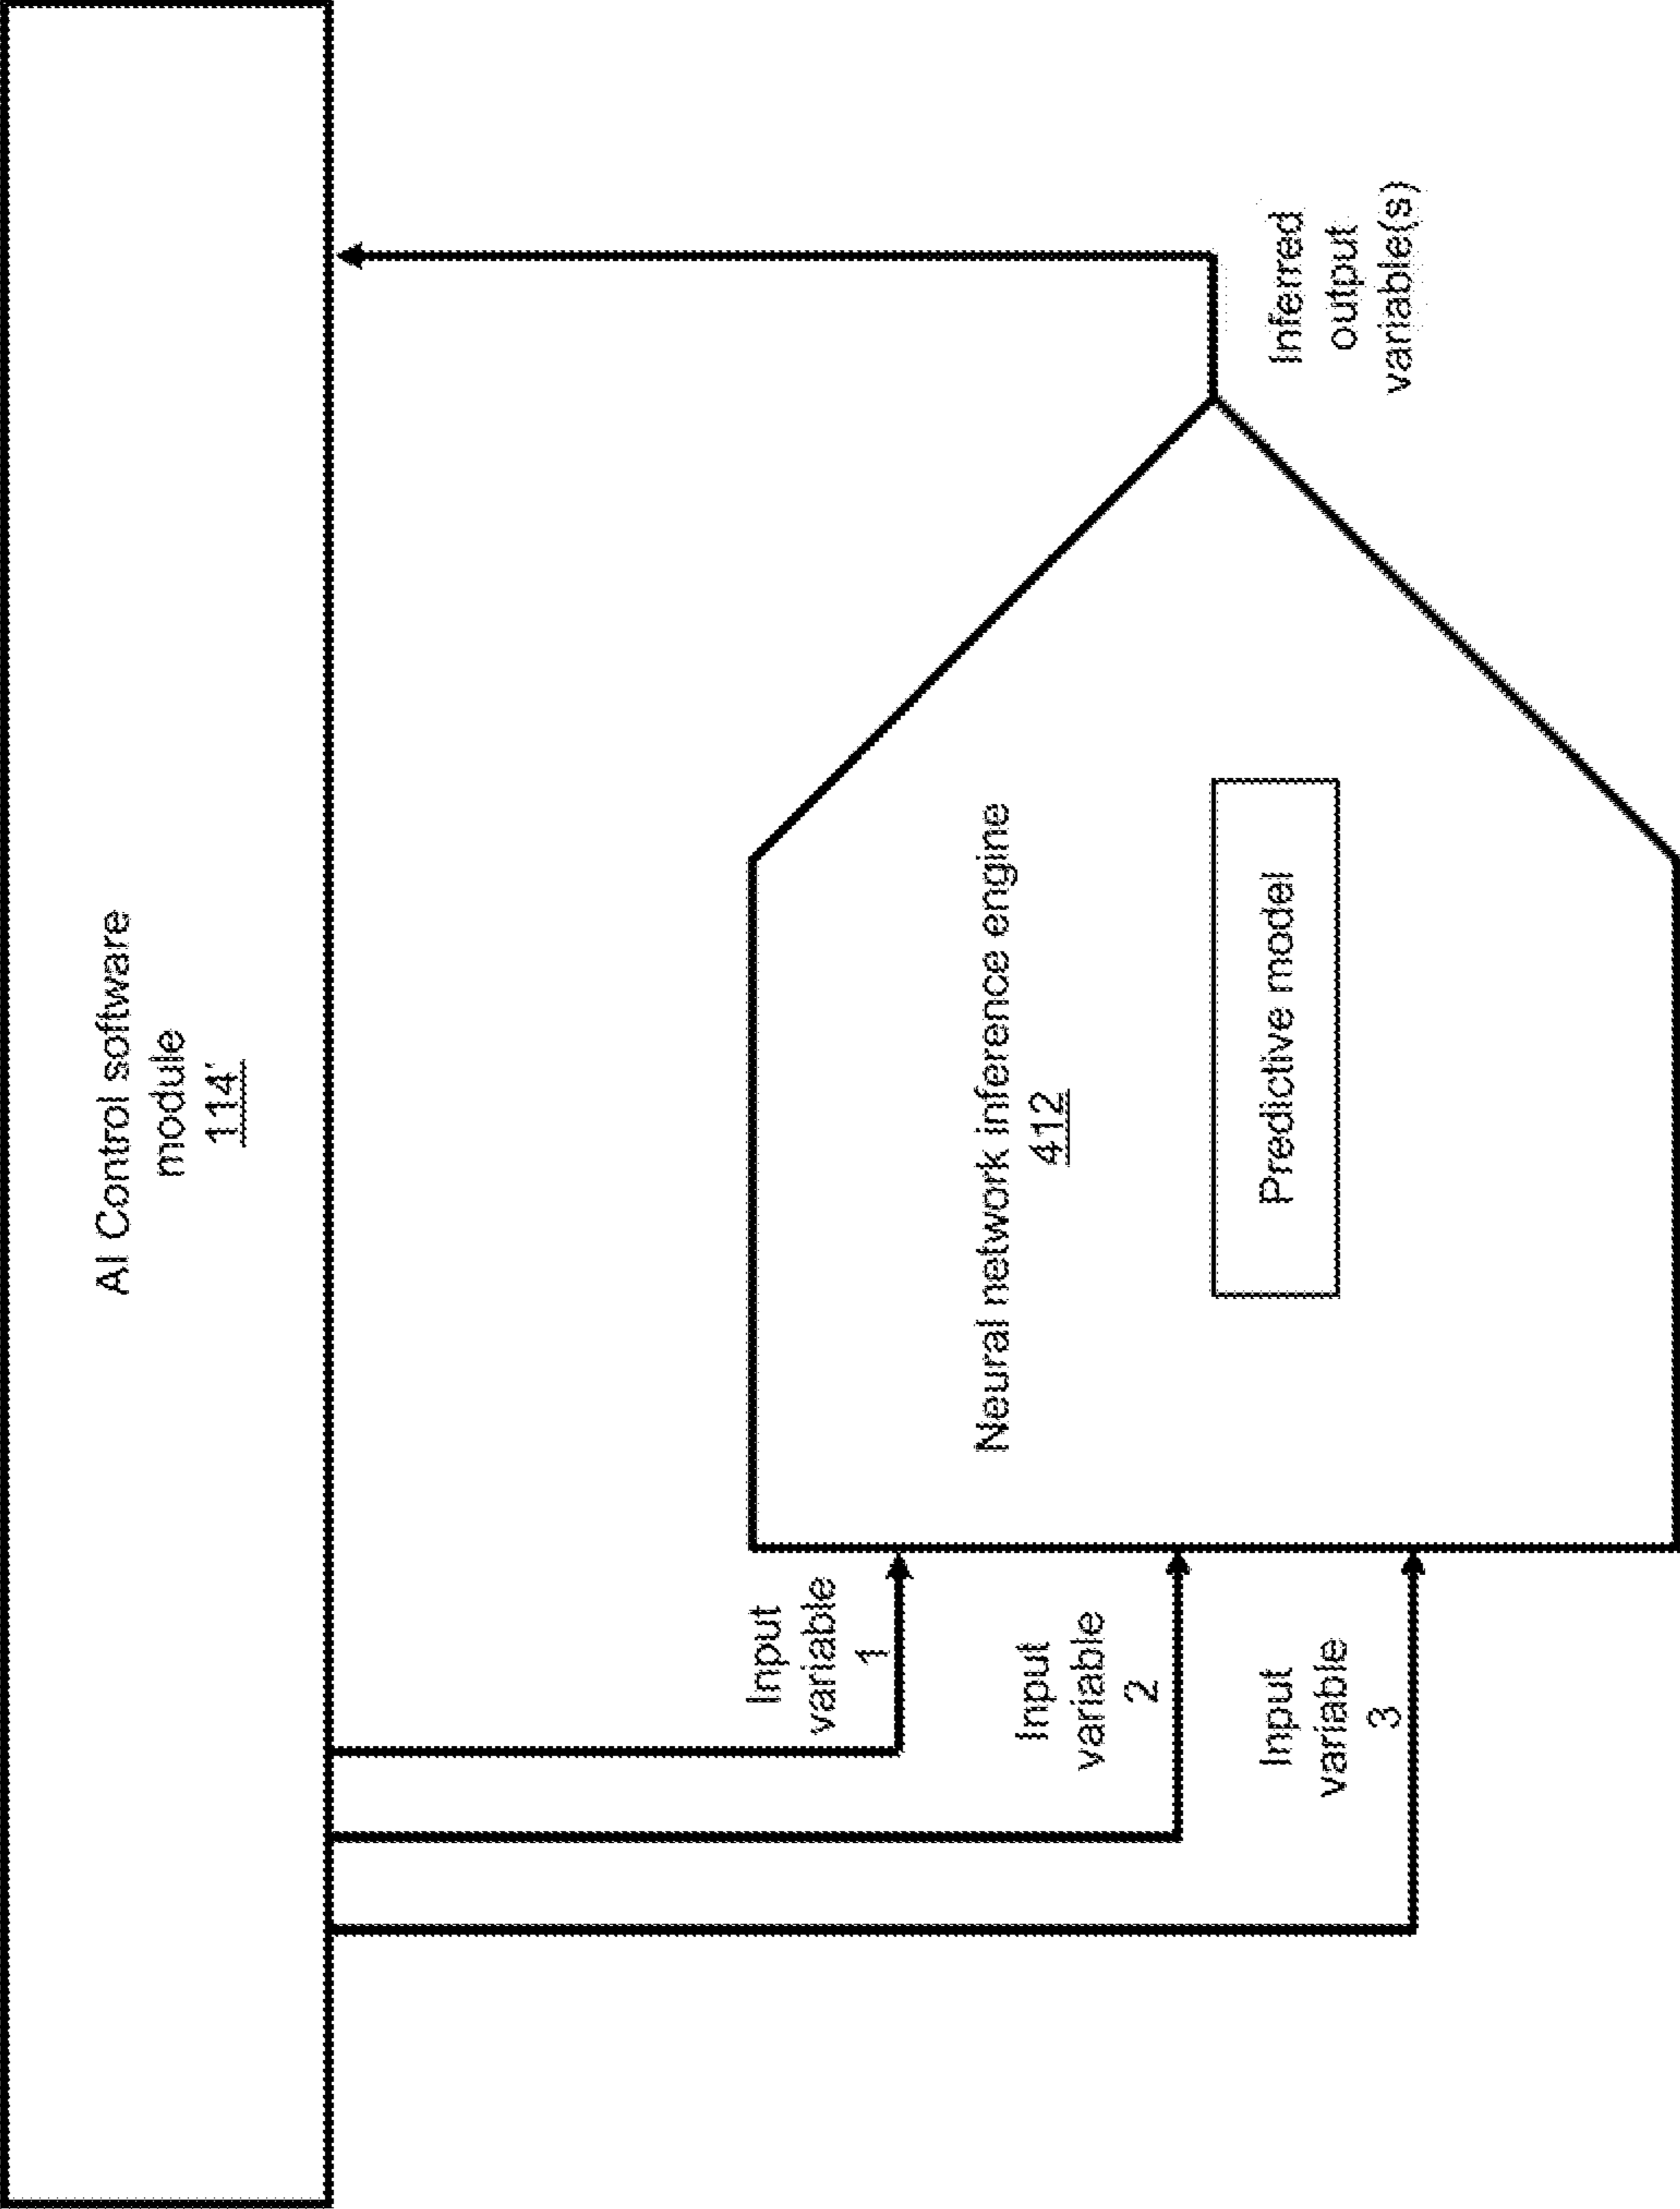 AI Control software
module
114'
Input
variable
1
Input
variable
2
Input
variable
3
Neural network inference engine
412
Predictive model
Inferred
output
variable(s)